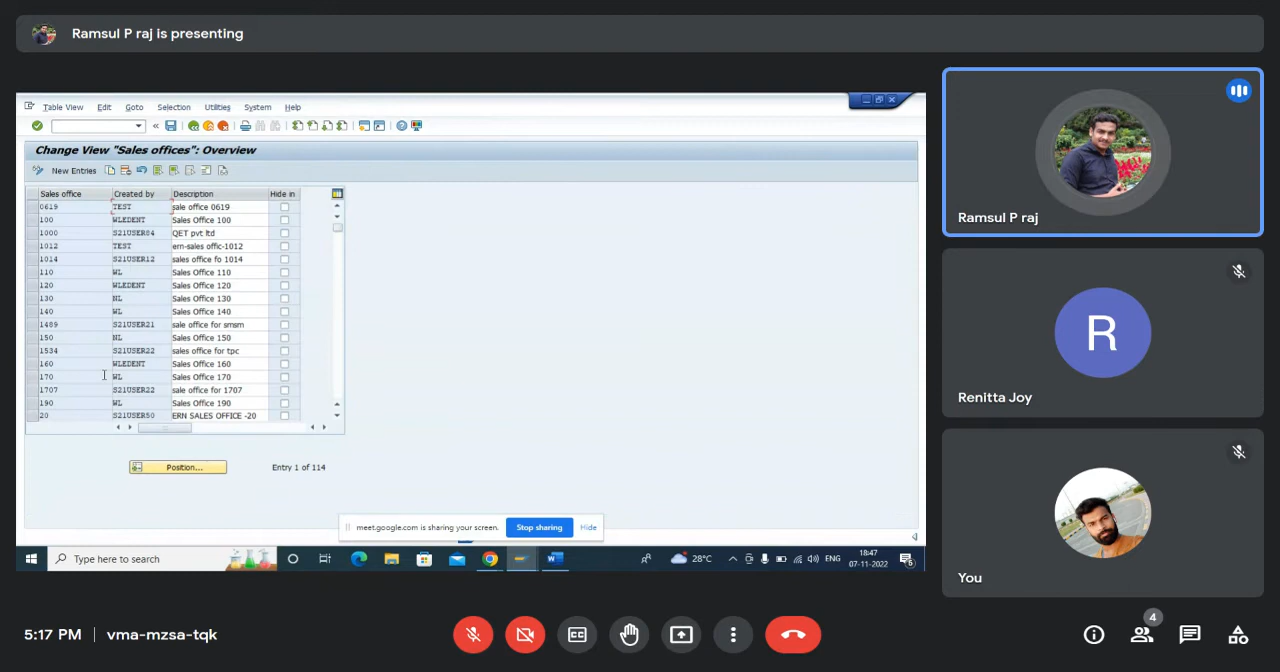 Ramsul P raj is presenting
Table View Edit Goto Selection Utilities System Help
Change View "Sales offices": Overview
New Entries
Sales office Created by Description Hide in
0619 TEST sale office 0619
100 WLEDENT Sales Office 100
1000 S21USER04 QET pvt ltd
1012 TEST ern-sales offic-1012
1014 S21USER12 sales office fo 1014
110 WL Sales Office 110
120 WLEDENT Sales Office 120
130 NL Sales Office 130
140 WL Sales Office 140
1489 S21USER21 sale office for smsm
150 NL Sales Office 150
1534 S21USER22 sales office for tpc
160 WLEDENT Sales Office 160
170 WL Sales Office 170
1707 S21USER22 sale office for 1707
190 WL Sales Office 190
20 S21USER50 ERN SALES OFFICE -20
Position... Entry 1 of 114
meet.google.com is sharing your screen. Stop sharing Hide
Type here to search
28°C ENG 18:47
07-11-2022
Ramsul P raj
R
Renitta Joy
You
5:17 PM | vma-mzsa-tqk
4